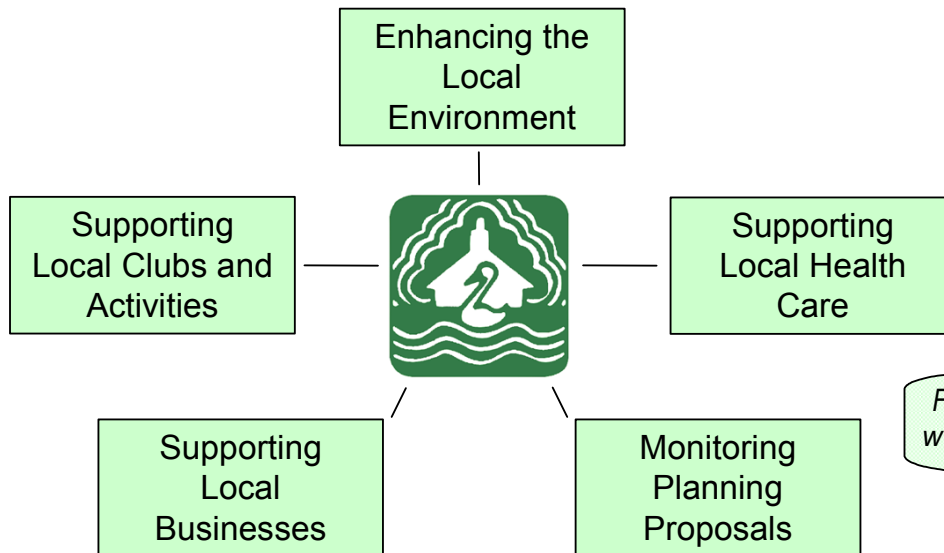 Enhancing the
Local
Environment
Supporting
Local Clubs and
Activities
Supporting
Local Health
Care
Supporting
Local
Businesses
Monitoring
Planning
Proposals